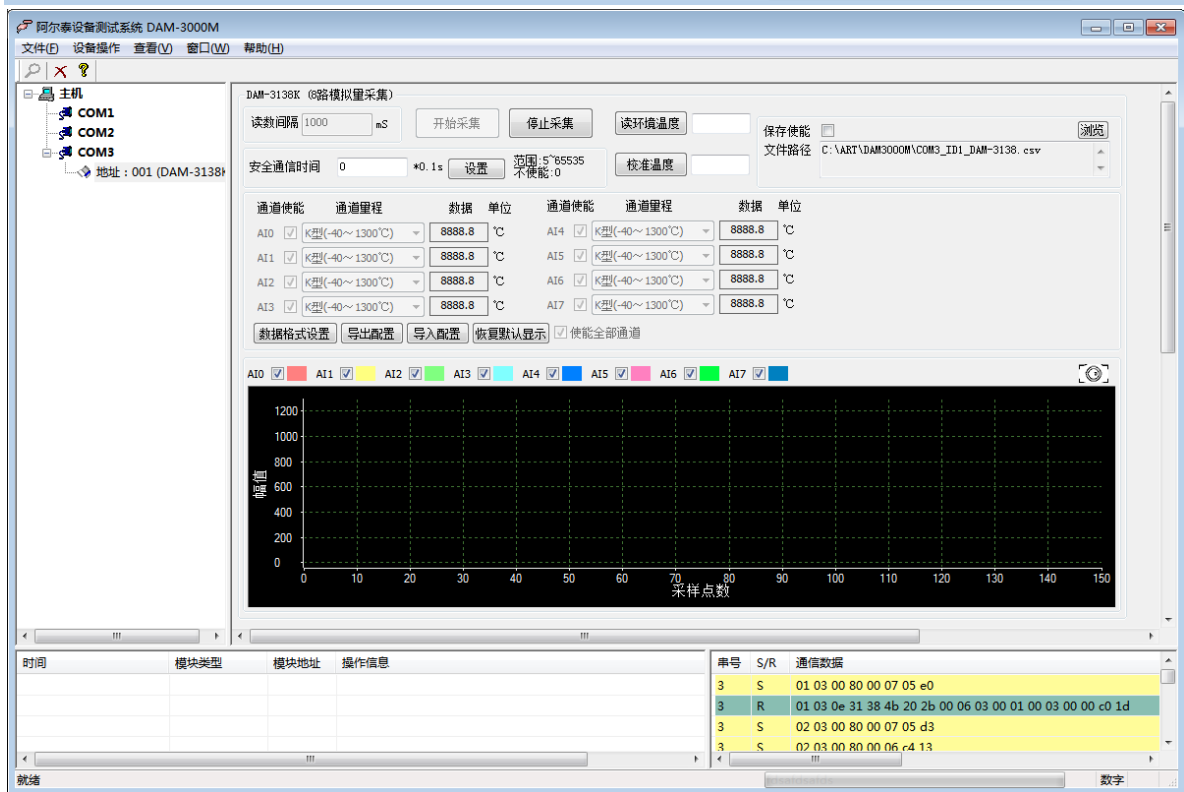 阿尔泰设备测试系统 DAM-3000M
文件(F) 设备操作 查看(V) 窗口(W) 帮助(H)
主机
COM1
COM2
COM3
地址：001 (DAM-3138K
DAM-3138K (8路模拟量采集)
读数间隔 1000 mS 开始采集 停止采集 读环境温度
安全通信时间 0 *0.1s 设置 范围:5~65535
不使能:0
校准温度
保存使能 浏览
文件路径 C:\ART\DAM3000M\COM3_ID1_DAM-3138.csv
通道使能 通道里程 数据 单位 通道使能 通道里程 数据 单位
AI0 K型(-40～1300℃) 8888.8 ℃ AI4 K型(-40～1300℃) 8888.8 ℃
AI1 K型(-40～1300℃) 8888.8 ℃ AI5 K型(-40～1300℃) 8888.8 ℃
AI2 K型(-40～1300℃) 8888.8 ℃ AI6 K型(-40～1300℃) 8888.8 ℃
AI3 K型(-40～1300℃) 8888.8 ℃ AI7 K型(-40～1300℃) 8888.8 ℃
数据格式设置 导出配置 导入配置 恢复默认显示 使能全部通道
AI0 AI1 AI2 AI3 AI4 AI5 AI6 AI7
1200
1000
800
600
400
200
0
幅值
0 10 20 30 40 50 60 70 80 90 100 110 120 130 140 150
采样点数
时间 模块类型 模块地址 操作信息
串号 S/R 通信数据
3 S 01 03 00 80 00 07 05 e0
3 R 01 03 0e 31 38 4b 20 2b 00 06 03 00 01 00 03 00 00 c0 1d
3 S 02 03 00 80 00 07 05 d3
3 S 02 03 00 80 00 06 c4 13
就绪 数字